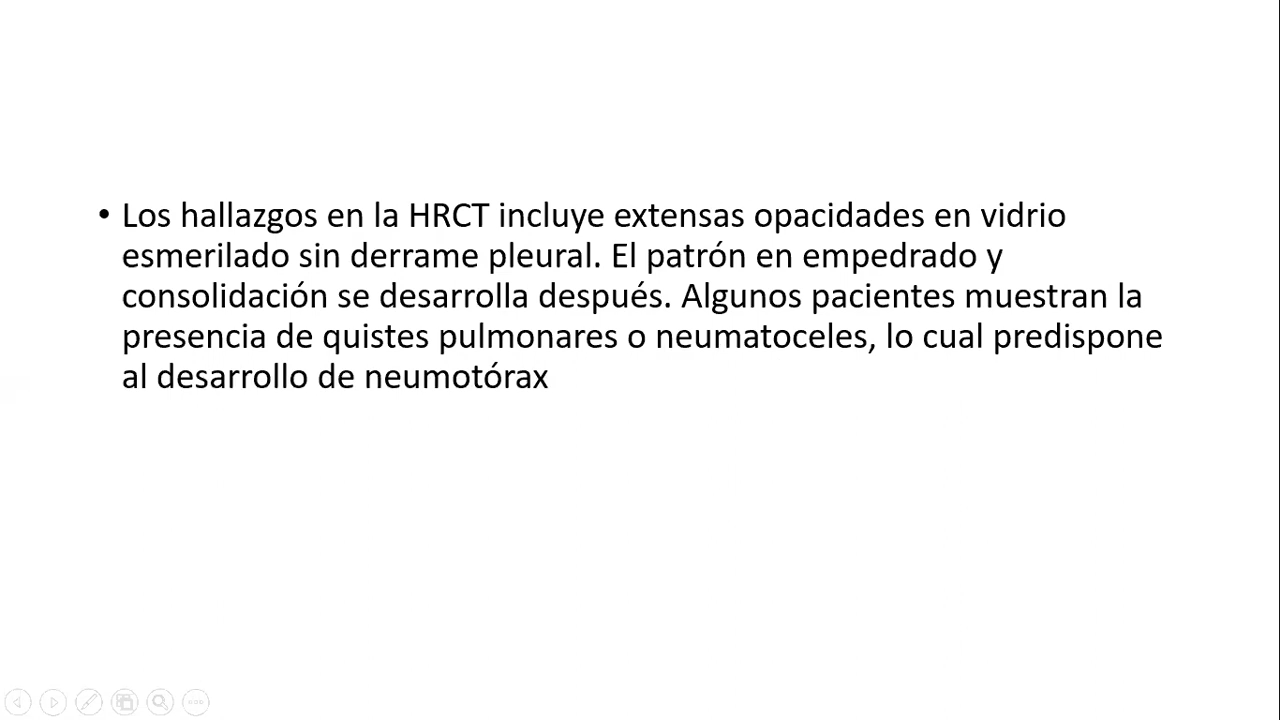 • Los hallazgos en la HRCT incluye extensas opacidades en vidrio
esmerilado sin derrame pleural. El patrón en empedrado y
consolidación se desarrolla después. Algunos pacientes muestran la
presencia de quistes pulmonares o neumatoceles, lo cual predispone
al desarrollo de neumotórax